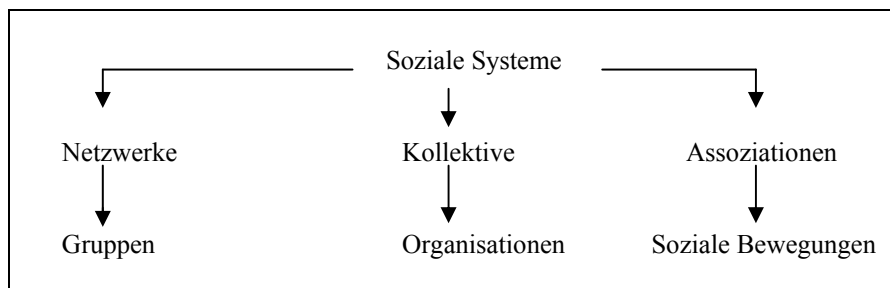 Soziale Systeme
Netzwerke Kollektive Assoziationen
Gruppen Organisationen Soziale Bewegungen